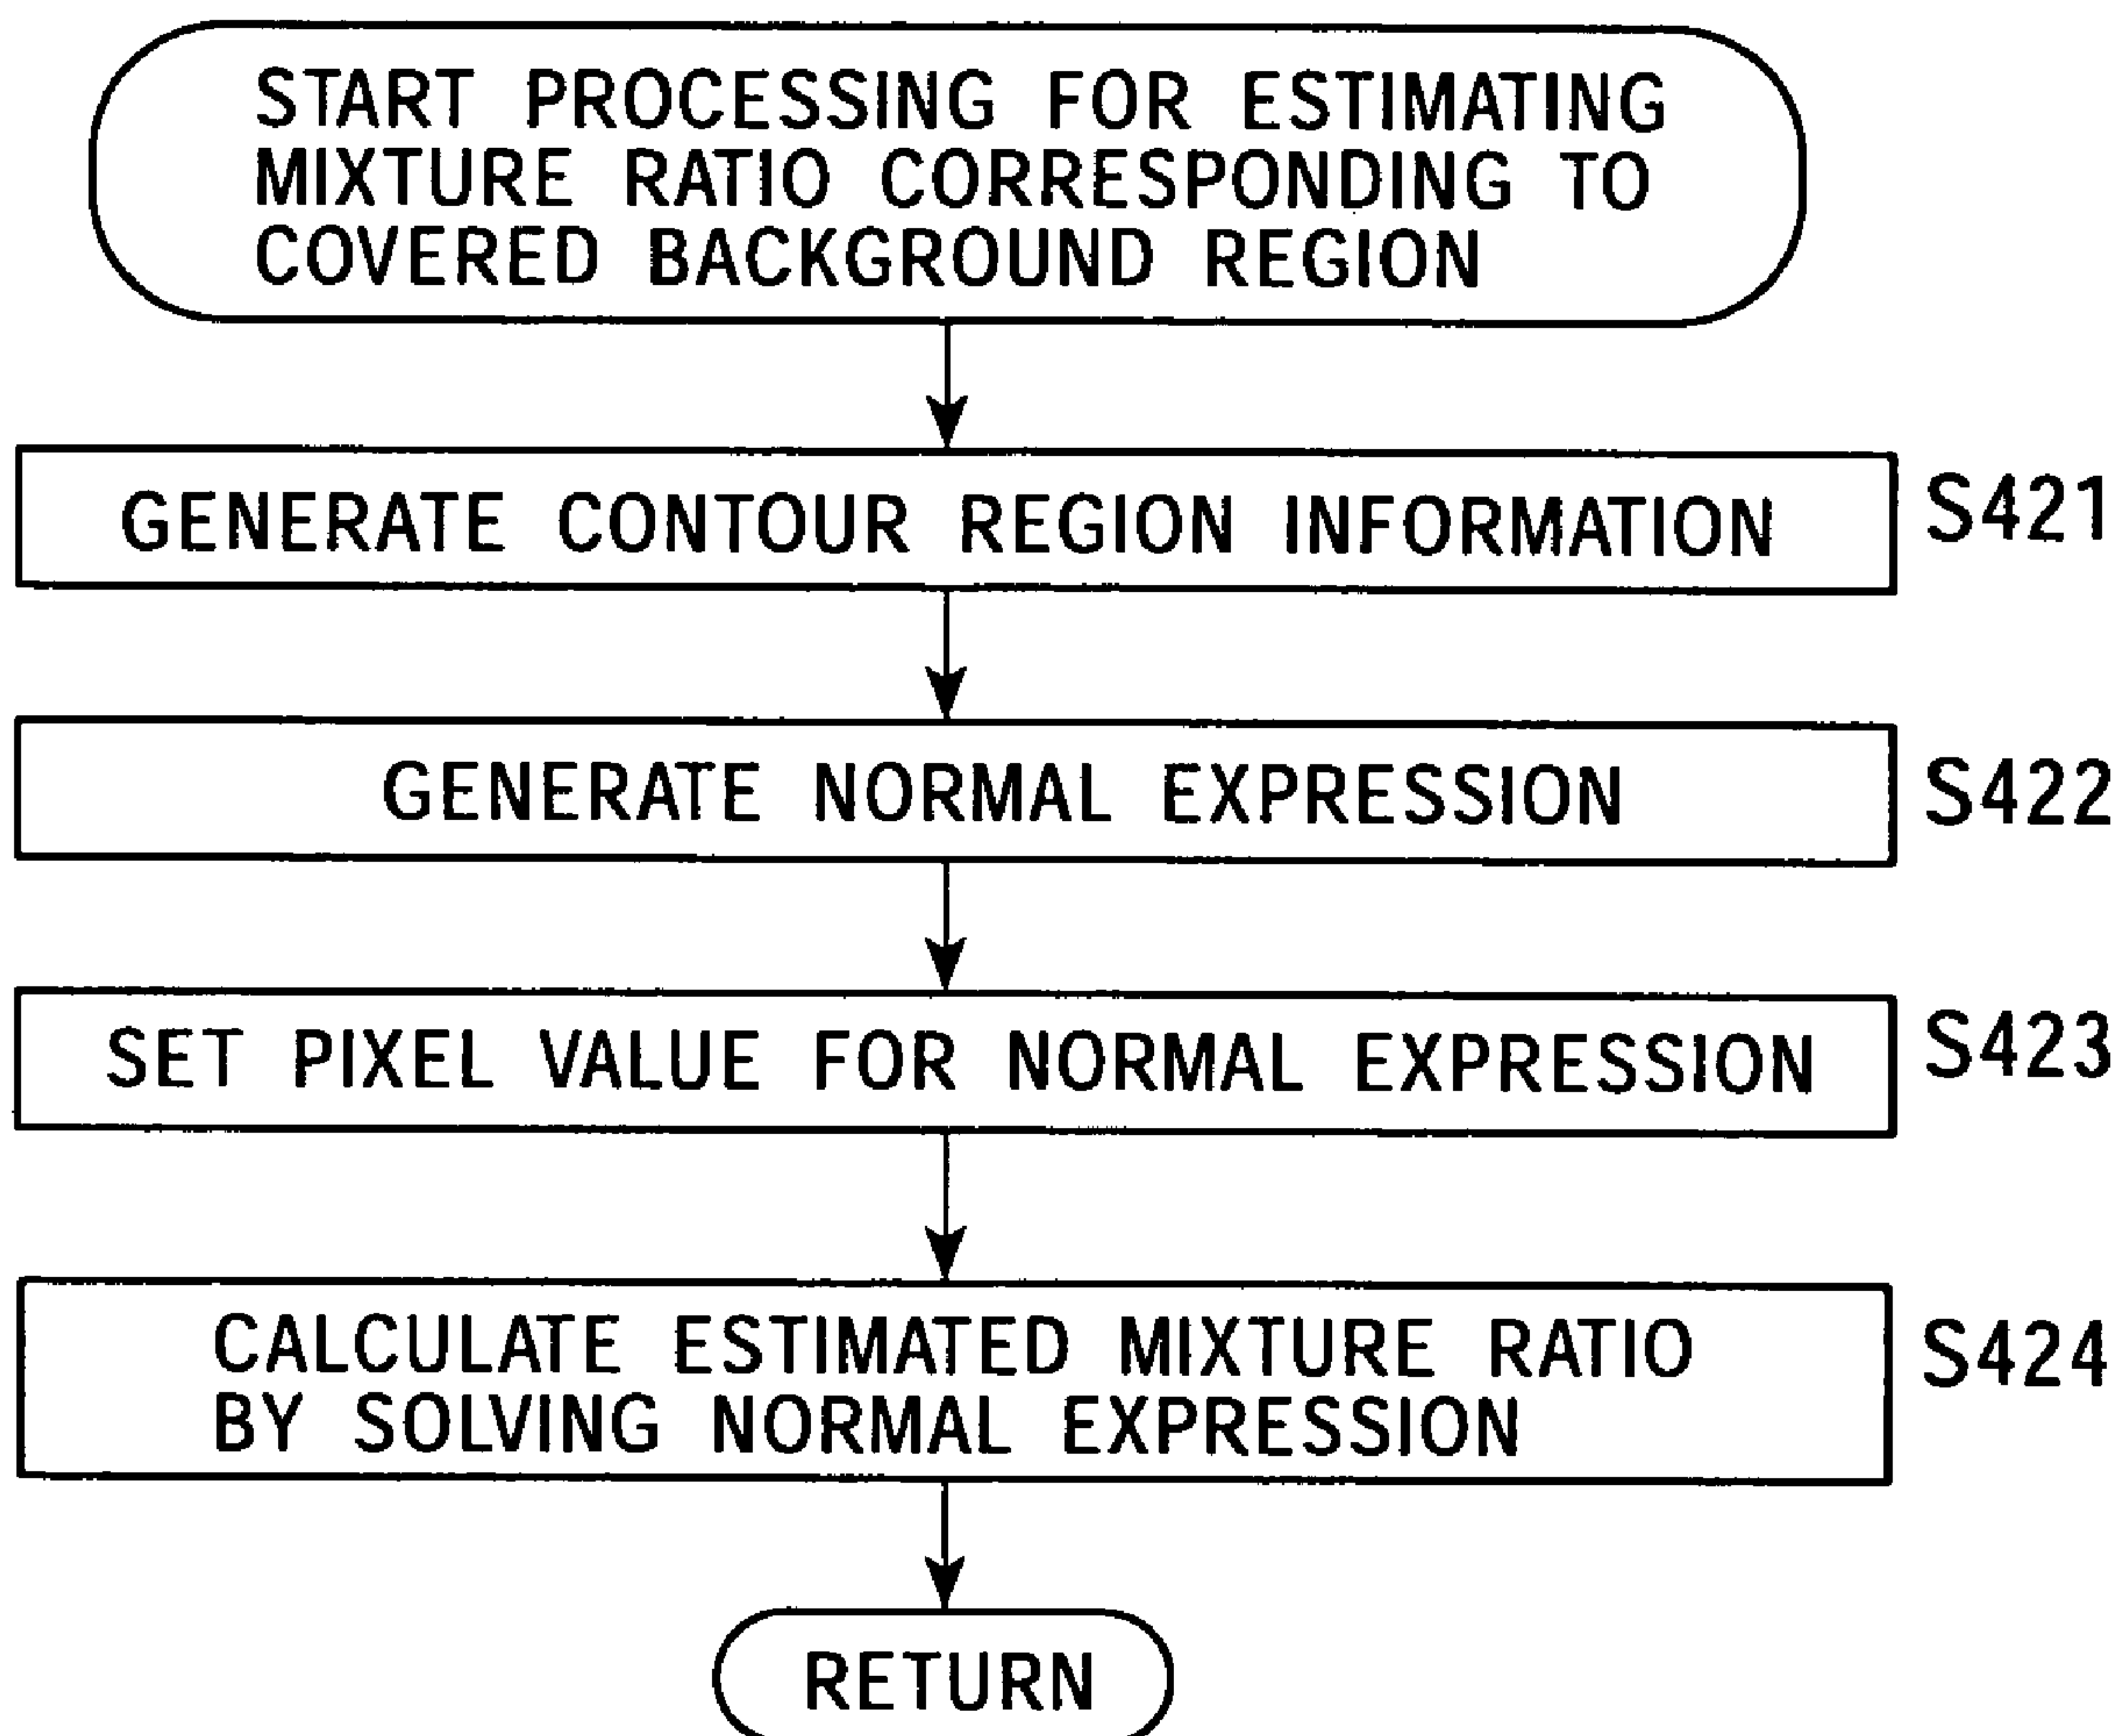 START PROCESSING FOR ESTIMATING
MIXTURE RATIO CORRESPONDING TO
COVERED BACKGROUND REGION
GENERATE CONTOUR REGION INFORMATION
S421
GENERATE NORMAL EXPRESSION
S422
SET PIXEL VALUE FOR NORMAL EXPRESSION
S423
CALCULATE ESTIMATED MIXTURE RATIO
BY SOLVING NORMAL EXPRESSION
S424
RETURN